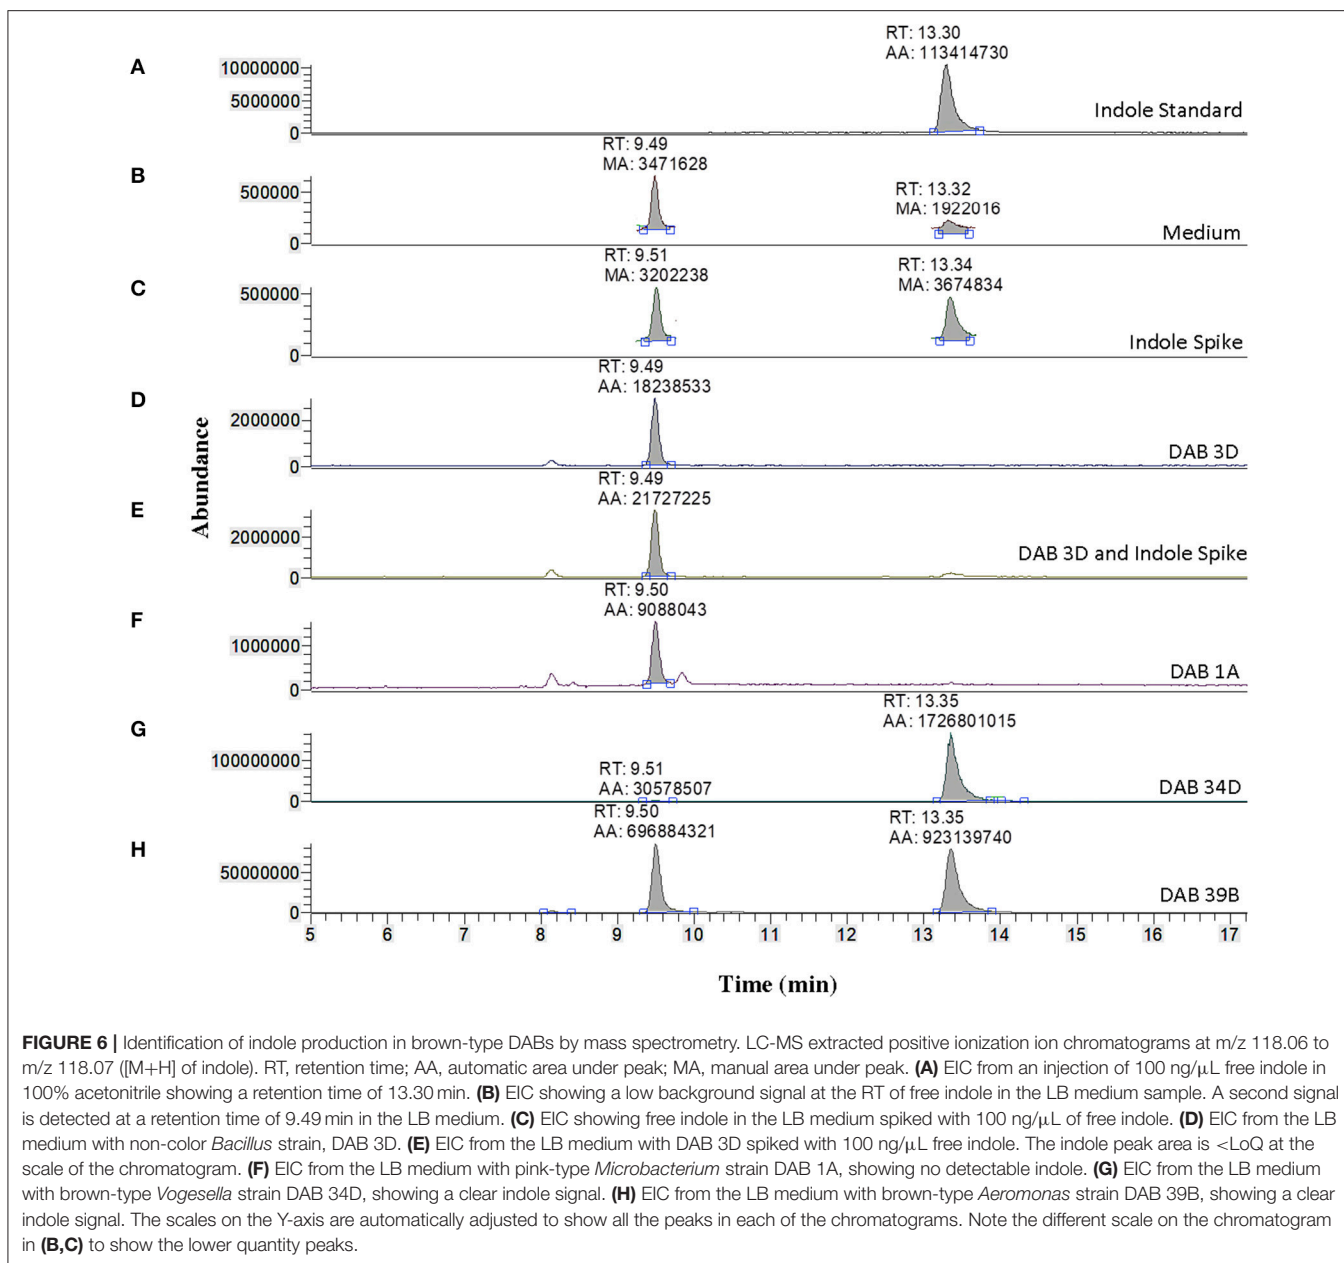 RT: 13.30
AA: 113414730
A
10000000
5000000
0
Indole Standard
RT: 9.49
MA: 3471628
B
RT: 13.32
MA: 1922016
500000
0
Medium
RT: 9.51
MA: 3202238
C
RT: 13.34
MA: 3674834
500000
0
Indole Spike
RT: 9.49
AA: 18238533
D
2000000
0
DAB 3D
RT: 9.49
AA: 21727225
E
2000000
0
DAB 3D and Indole Spike
RT: 9.50
AA: 9088043
F
1000000
0
DAB 1A
RT: 13.35
AA: 1726801015
G
100000000
0
RT: 9.51
AA: 30578507
DAB 34D
RT: 9.50
AA: 696884321
RT: 13.35
AA: 923139740
H
50000000
0
DAB 39B
Abundance
5 6 7 8 9 10 11 12 13 14 15 16 17
Time (min)
FIGURE 6 | Identification of indole production in brown-type DABs by mass spectrometry. LC-MS extracted positive ionization ion chromatograms at m/z 118.06 to
m/z 118.07 ([M+H] of indole). RT, retention time; AA, automatic area under peak; MA, manual area under peak. (A) EIC from an injection of 100 ng/μL free indole in
100% acetonitrile showing a retention time of 13.30 min. (B) EIC showing a low background signal at the RT of free indole in the LB medium sample. A second signal
is detected at a retention time of 9.49 min in the LB medium. (C) EIC showing free indole in the LB medium spiked with 100 ng/μL of free indole. (D) EIC from the LB
medium with non-color Bacillus strain, DAB 3D. (E) EIC from the LB medium with DAB 3D spiked with 100 ng/μL free indole. The indole peak area is <LoQ at the
scale of the chromatogram. (F) EIC from the LB medium with pink-type Microbacterium strain DAB 1A, showing no detectable indole. (G) EIC from the LB medium
with brown-type Vogesella strain DAB 34D, showing a clear indole signal. (H) EIC from the LB medium with brown-type Aeromonas strain DAB 39B, showing a clear
indole signal. The scales on the Y-axis are automatically adjusted to show all the peaks in each of the chromatograms. Note the different scale on the chromatogram
in (B,C) to show the lower quantity peaks.